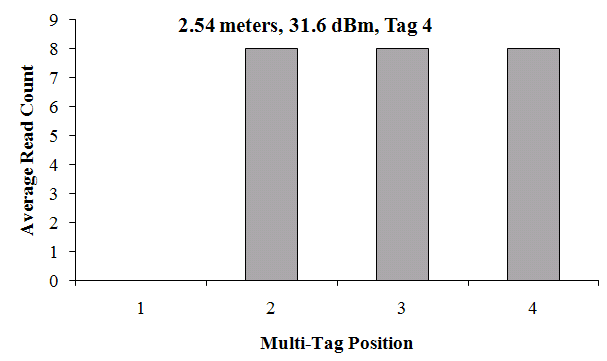 2.54 meters, 31.6 dBm, Tag 4
Average Read Count
9
8
7
6
5
4
3
2
1
0
1 2 3 4
Multi-Tag Position